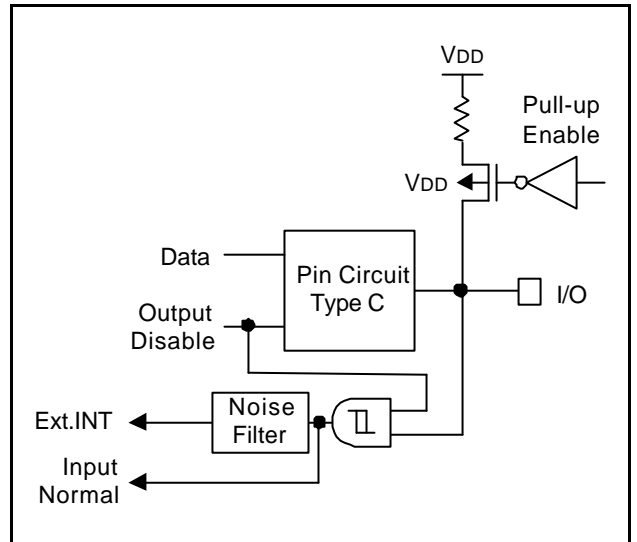 VDD
Pull-up
Enable
VDD
Data
Pin Circuit
Type C
I/O
Output
Disable
Ext.INT
Noise
Filter
Input
Normal